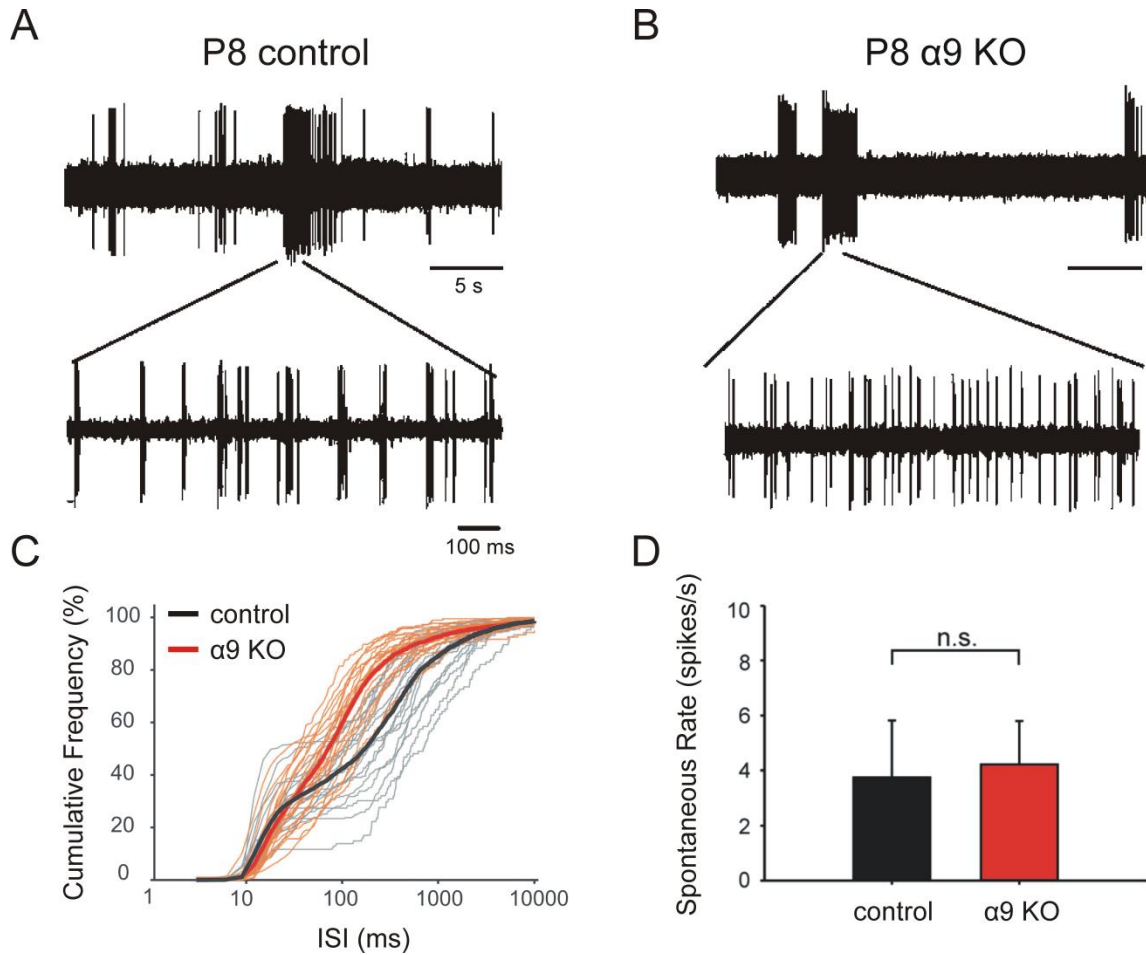 A
P8 control
5 s
100 ms
B
P8 α9 KO
C
Cumulative Frequency (%)
100
80
60
40
20
0
control
α9 KO
1
10
100
1000
10000
ISI (ms)
D
Spontaneous Rate (spikes/s)
10
8
6
4
2
0
n.s.
control
α9 KO